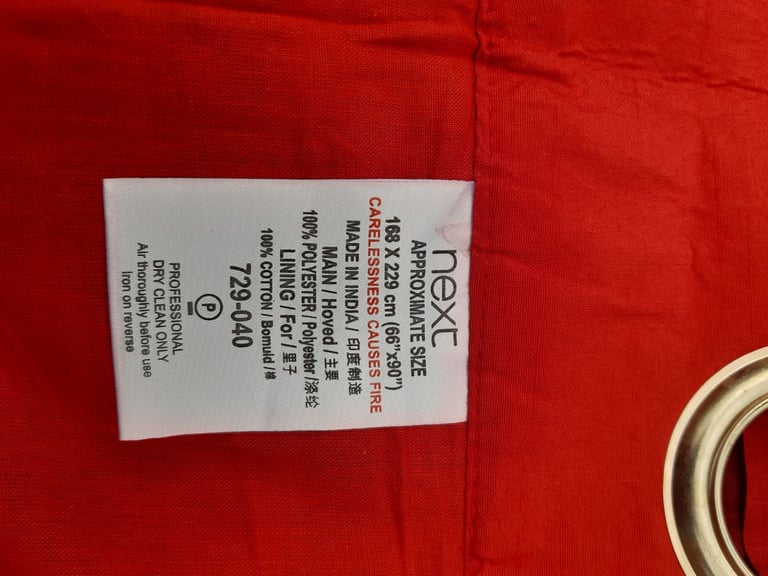 next
APPROXIMATE SIZE
168 X 229 cm (66"x90")
CARELESSNESS CAUSES FIRE
MADE IN INDIA / 印度制造
MAIN / Hoved / 主要
100% POLYESTER / Polyester /涤纶
LINING / For / 里子
100% COTTON / Bomuld / 棉
729-040
P
PROFESSIONAL
DRY CLEAN ONLY
Air thoroughly before use
Iron on reverse